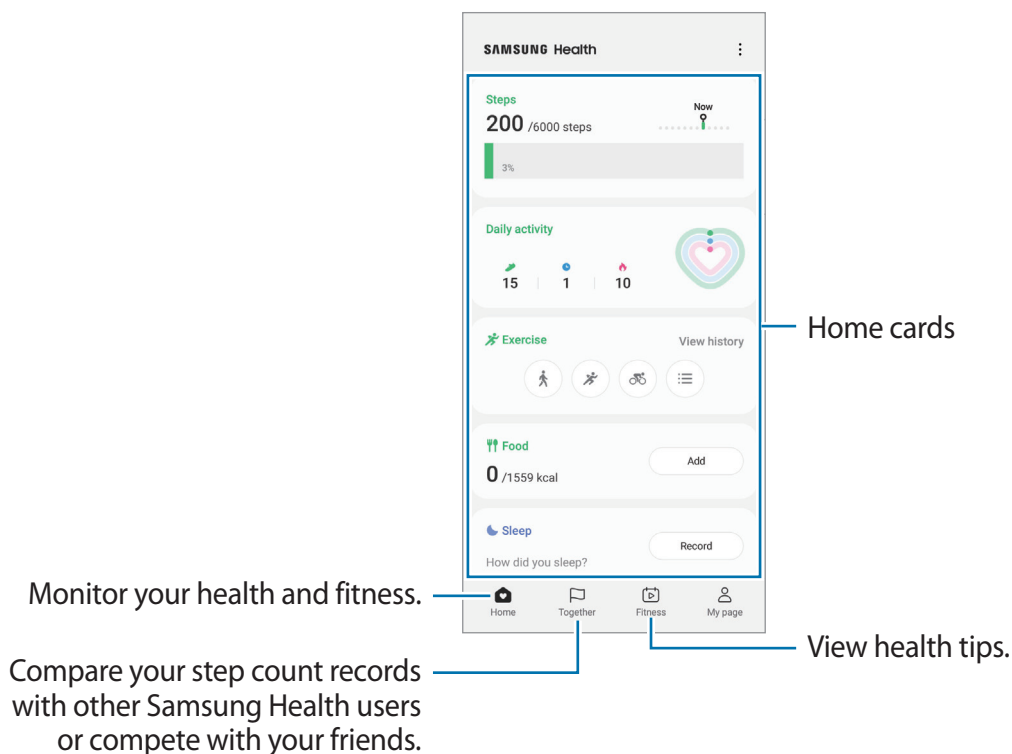 SAMSUNG Health
Steps
200 /6000 steps
Now
3%
Daily activity
15
1
10
Exercise
View history
Food
0 /1559 kcal
Add
Sleep
How did you sleep?
Record
Home
Together
Fitness
My page
Home cards
Monitor your health and fitness.
View health tips.
Compare your step count records
with other Samsung Health users
or compete with your friends.